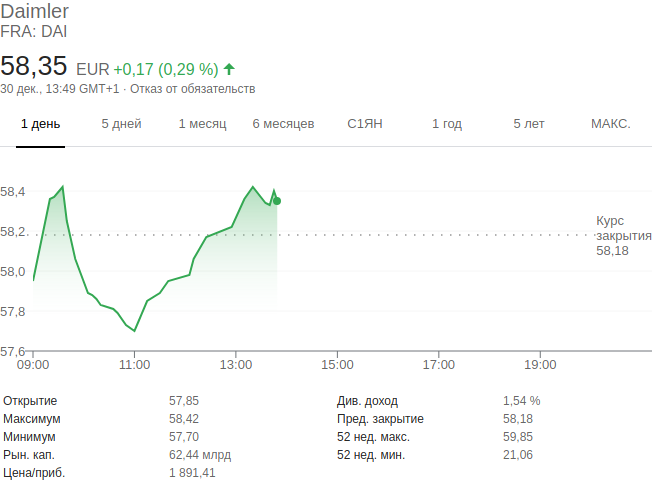 Daimler
FRA: DAI
58,35 EUR +0,17 (0,29 %)
30 дек., 13:49 GMT+1 · Отказ от обязательств
1 день 5 дней 1 месяц 6 месяцев С1ЯН 1 год 5 лет МАКС.
58,4
58,2
58,0
57,8
57,6
Курс
закрытия
58,18
09:00 11:00 13:00 15:00 17:00 19:00
Открытие 57,85 Див. доход 1,54 %
Максимум 58,42 Пред. закрытие 58,18
Минимум 57,70 52 нед. макс. 59,85
Рын. кап. 62,44 млрд 52 нед. мин. 21,06
Цена/приб. 1 891,41